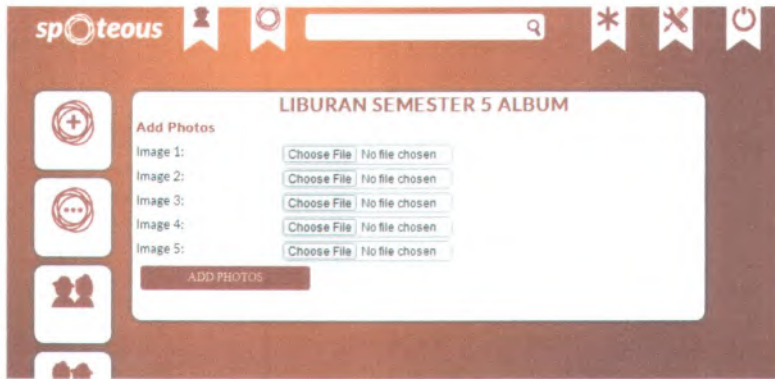 spoteous
LIBURAN SEMESTER 5 ALBUM
Add Photos
Image 1: Choose File No file chosen
Image 2: Choose File No file chosen
Image 3: Choose File No file chosen
Image 4: Choose File No file chosen
Image 5: Choose File No file chosen
ADD PHOTOS